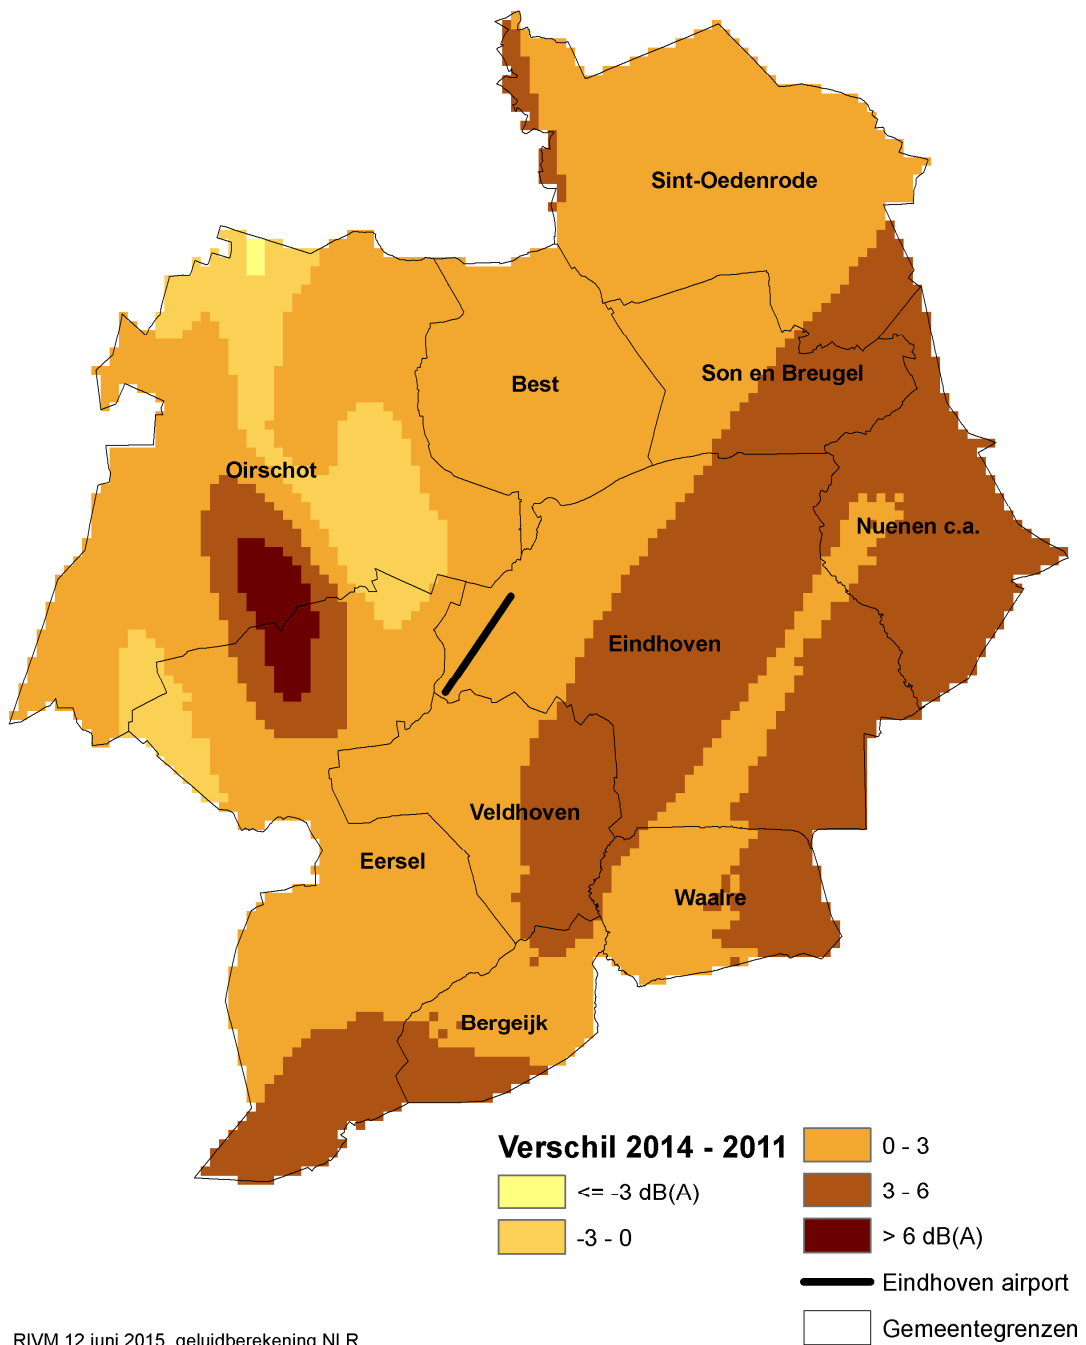 Sint-Oedenrode
Best
Son en Breugel
Oirschot
Nuenen c.a.
Eindhoven
Veldhoven
Eersel
Waalre
Bergeijk
Verschil 2014 - 2011
<= -3 dB(A)
-3 - 0
0 - 3
3 - 6
> 6 dB(A)
Eindhoven airport
Gemeentegrenzen
RIVM 12 juni 2015, geluidberekening NLR